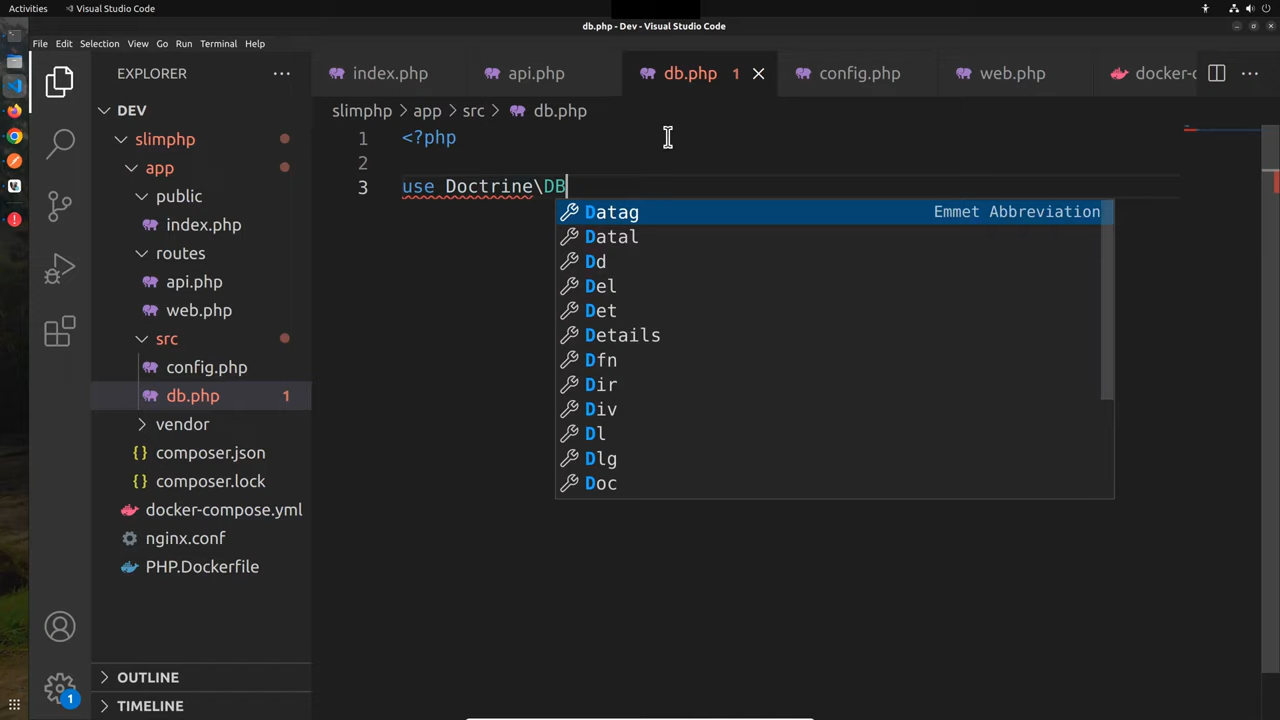 Activities
Visual Studio Code
db.php - Dev - Visual Studio Code
File Edit Selection View Go Run Terminal Help
EXPLORER
index.php
api.php
db.php 1
config.php
web.php
docker-c
DEV
slimphp
app
public
index.php
routes
api.php
web.php
src
config.php
db.php 1
vendor
{} composer.json
{} composer.lock
docker-compose.yml
nginx.conf
PHP.Dockerfile
OUTLINE
TIMELINE
1
slimphp > app > src > db.php
1 <?php
2
3 use Doctrine\DB
Datag Emmet Abbreviation
Datal
Dd
Del
Det
Details
Dfn
Dir
Div
Dl
Dlg
Doc